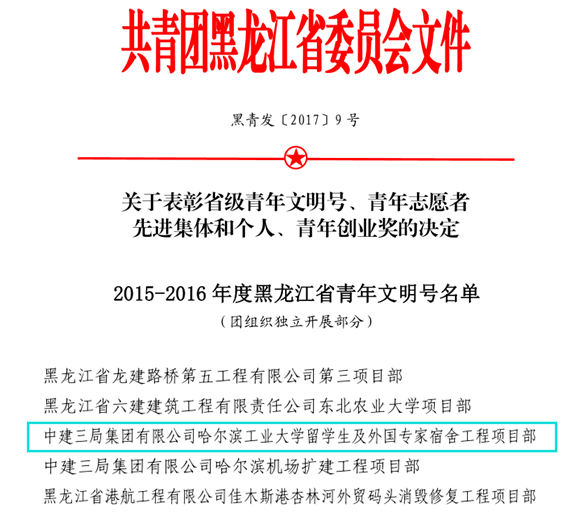 共青团黑龙江省委员会文件
黑青发〔2017〕9号
关于表彰省级青年文明号、青年志愿者
先进集体和个人、青年创业奖的决定
2015-2016 年度黑龙江省青年文明号名单
（团组织独立开展部分）
黑龙江省龙建路桥第五工程有限公司第三项目部
黑龙江省六建建筑工程有限责任公司东北农业大学项目部
中建三局集团有限公司哈尔滨工业大学留学生及外国专家宿舍工程项目部
中建三局集团有限公司哈尔滨机场扩建工程项目部
黑龙江省港航工程有限公司佳木斯港杏林河外贸码头消毁修复工程项目部